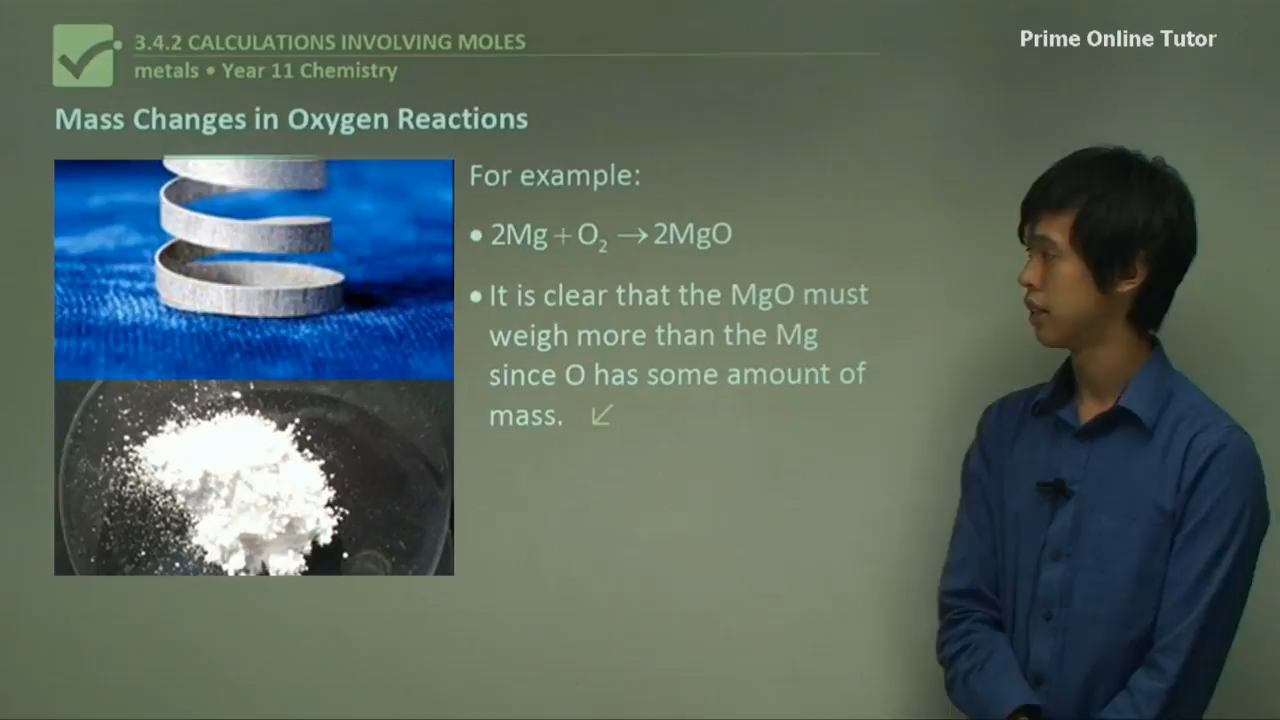 3.4.2 CALCULATIONS INVOLVING MOLES
Prime Online Tutor
metals • Year 11 Chemistry
Mass Changes in Oxygen Reactions
For example:
• 2Mg + O₂ → 2MgO
• It is clear that the MgO must
weigh more than the Mg
since O has some amount of
mass.